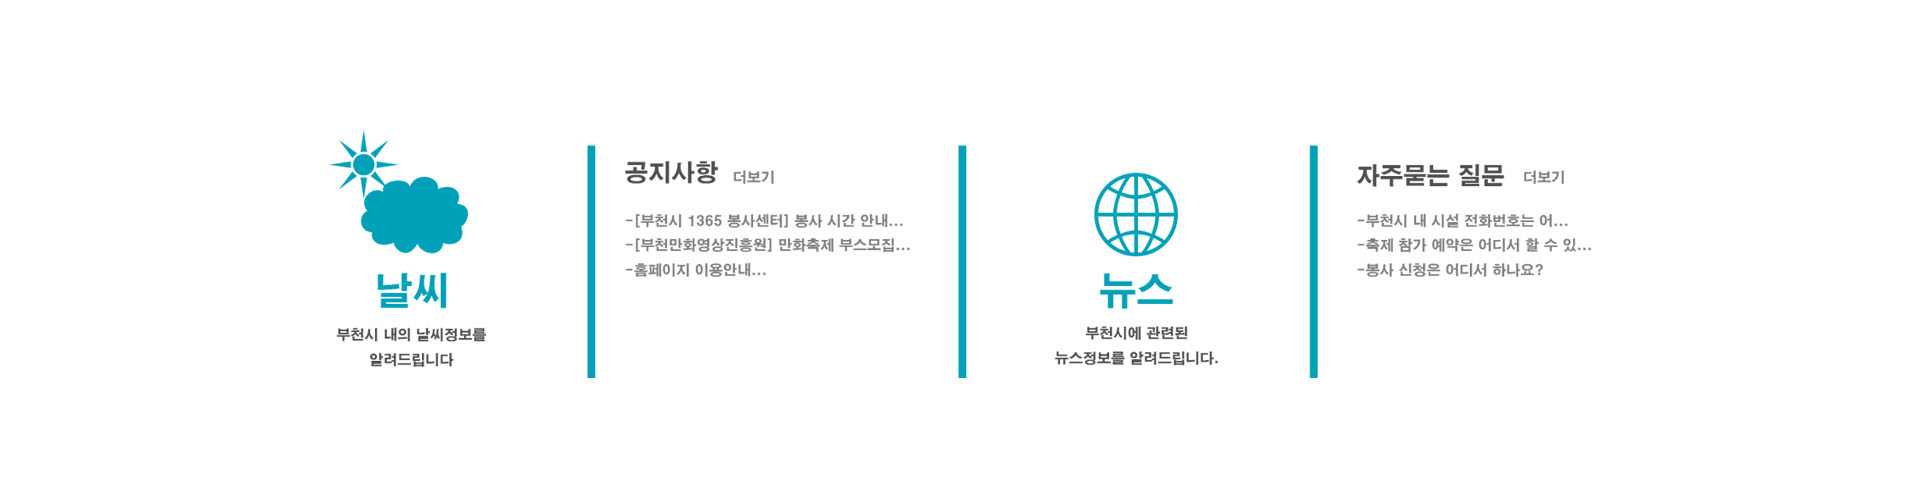 날씨
부천시 내의 날씨정보를
알려드립니다
공지사항 더보기
-[부천시 1365 봉사센터] 봉사 시간 안내...
-[부천만화영상진흥원] 만화축제 부스모집...
-홈페이지 이용안내...
뉴스
부천시에 관련된
뉴스정보를 알려드립니다.
자주묻는 질문 더보기
-부천시 내 시설 전화번호는 어...
-축제 참가 예약은 어디서 할 수 있...
-봉사 신청은 어디서 하나요?